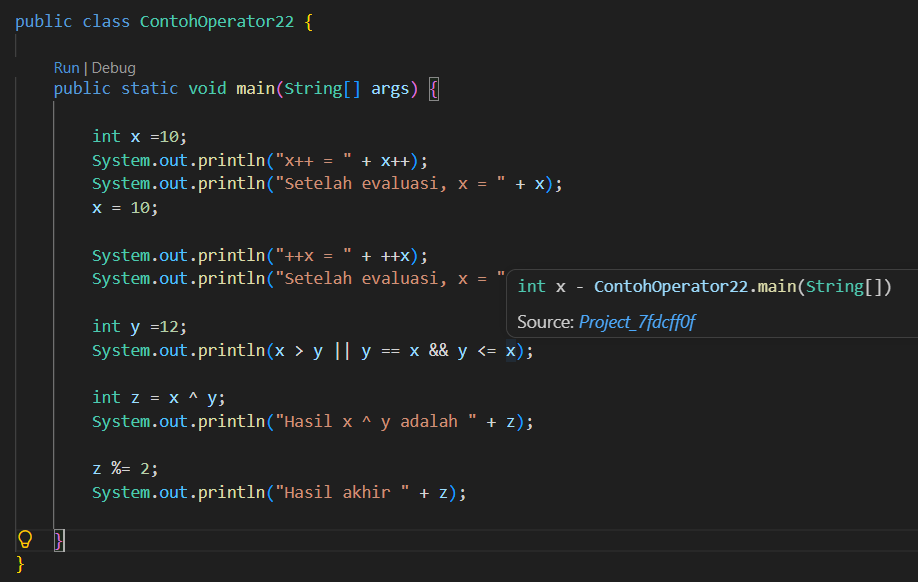 public class ContohOperator22 {
Run | Debug
public static void main(String[] args) {
int x =10;
System.out.println("x++ = " + x++);
System.out.println("Setelah evaluasi, x = " + x);
x = 10;
System.out.println("++x = " + ++x);
System.out.println("Setelah evaluasi, x = "
int x - ContohOperator22.main(String[])
Source: Project_7fdcff0f
int y =12;
System.out.println(x > y || y == x && y <= x);
int z = x ^ y;
System.out.println("Hasil x ^ y adalah " + z);
z %= 2;
System.out.println("Hasil akhir " + z);
}
}